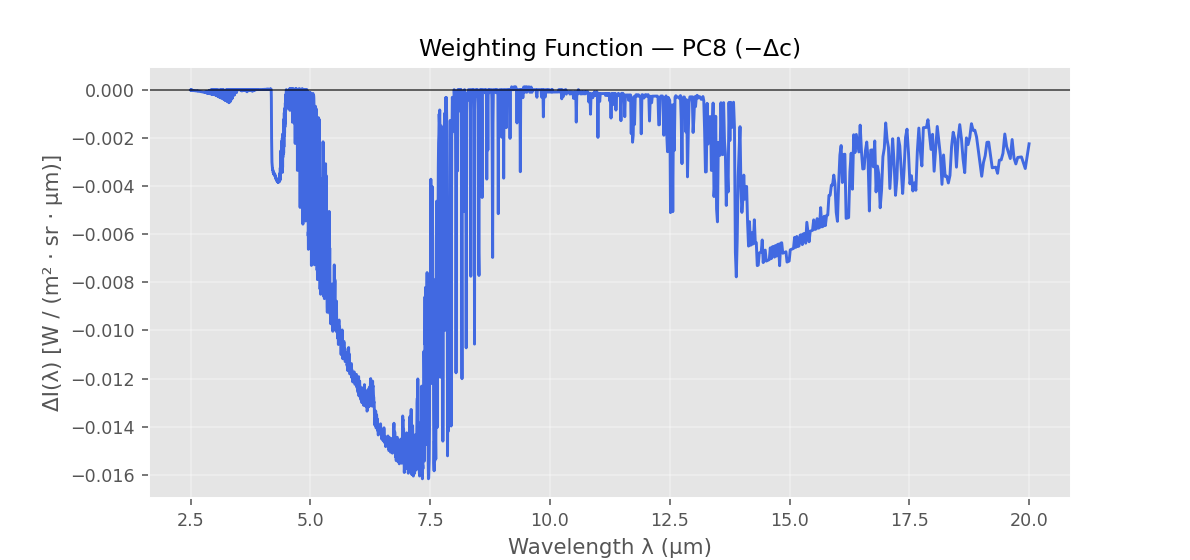 Weighting Function — PC8 (−Δc)
ΔI(λ) [W / (m² · sr · μm)]
0.000
−0.002
−0.004
−0.006
−0.008
−0.010
−0.012
−0.014
−0.016
2.5 5.0 7.5 10.0 12.5 15.0 17.5 20.0
Wavelength λ (μm)